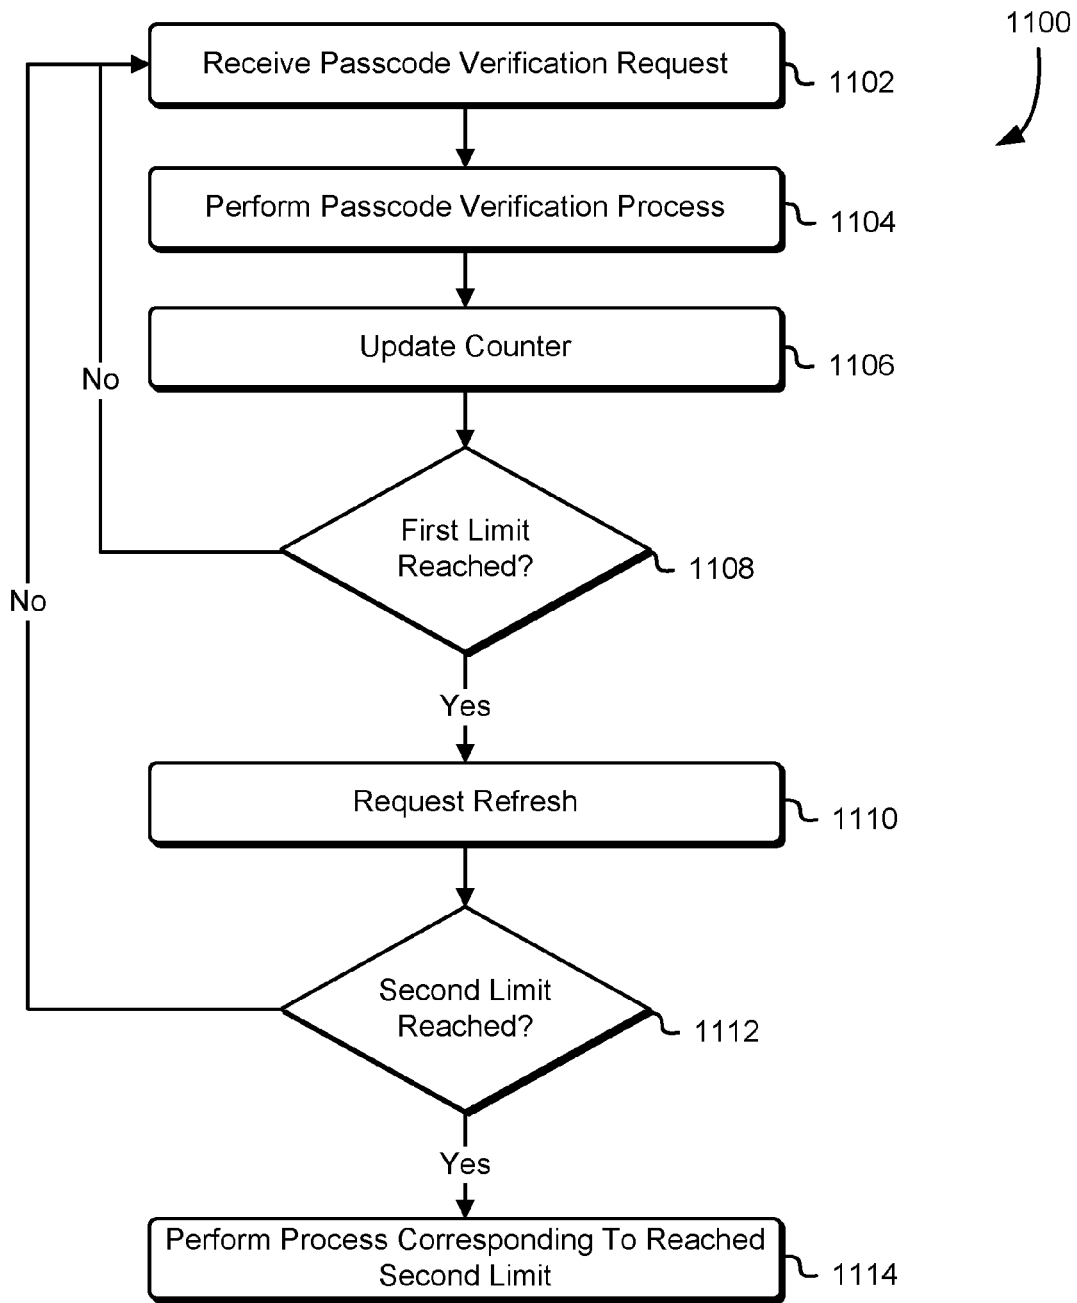 1100
Receive Passcode Verification Request
1102
Perform Passcode Verification Process
1104
Update Counter
1106
No
First Limit
Reached?
1108
No
Yes
Request Refresh
1110
Second Limit
Reached?
1112
Yes
Perform Process Corresponding To Reached
Second Limit
1114